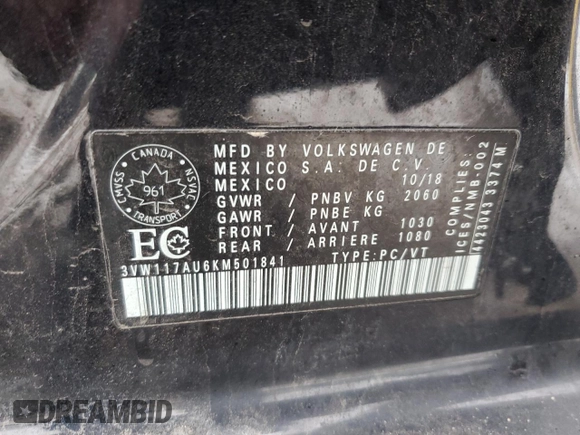 CANADA
CMVSS
NSVAC
961
TRANSPORT
EC
MFD BY VOLKSWAGEN DE
MEXICO S.A. DE C.V.
MEXICO 10/18
GVWR / PNBV KG 2060
GAWR / PNBE KG
FRONT / AVANT 1030
REAR / ARRIERE 1080
3VW117AU6KM501841 TYPE:PC/VT
COMPLIES:
ICES/NMB-002
4423043 3374 M
DREAMBID